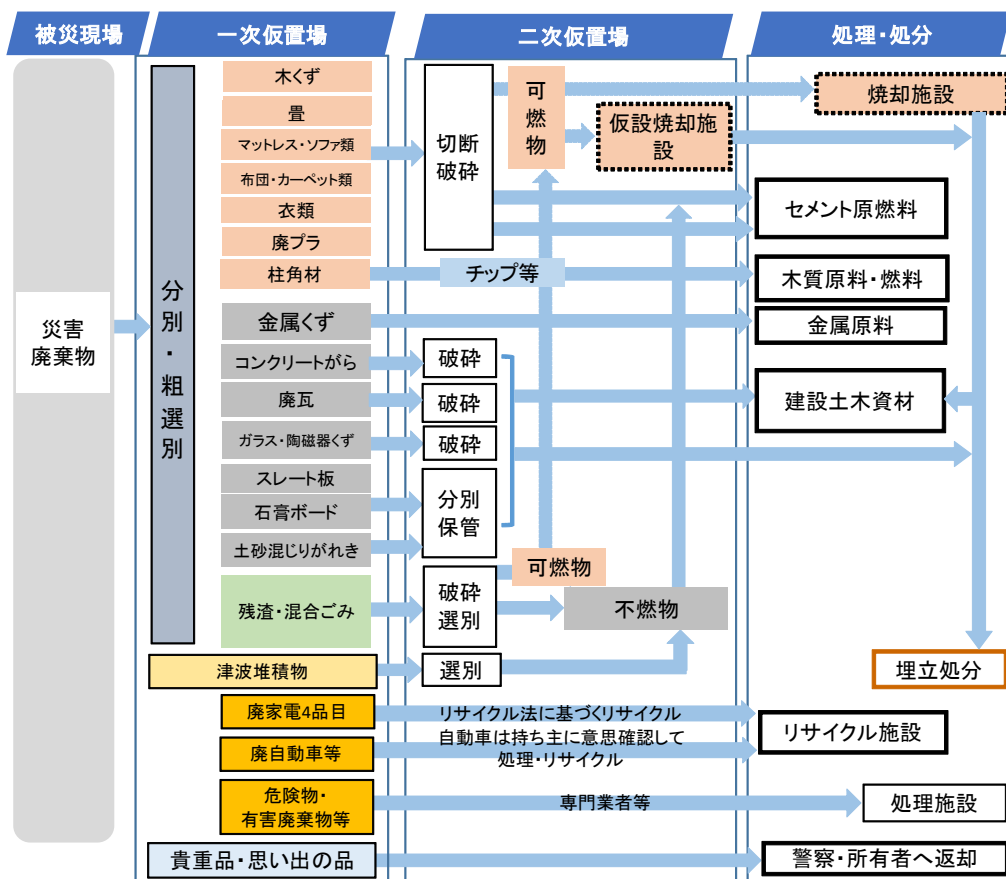 被災現場
一次仮置場
二次仮置場
処理・処分
災害
廃棄物
分別・粗選別
木くず
畳
マットレス・ソファ類
布団・カーペット類
衣類
廃プラ
柱角材
金属くず
コンクリートがら
廃瓦
ガラス・陶磁器くず
スレート板
石膏ボード
土砂混じりがれき
残渣・混合ごみ
津波堆積物
廃家電4品目
廃自動車等
危険物・
有害廃棄物等
貴重品・思い出の品
切断
破砕
可燃物
仮設焼却施
設
チップ等
破砕
破砕
破砕
分別
保管
可燃物
破砕
選別
不燃物
選別
リサイクル法に基づくリサイクル
自動車は持ち主に意思確認して
処理・リサイクル
専門業者等
焼却施設
セメント原燃料
木質原料・燃料
金属原料
建設土木資材
埋立処分
リサイクル施設
処理施設
警察・所有者へ返却